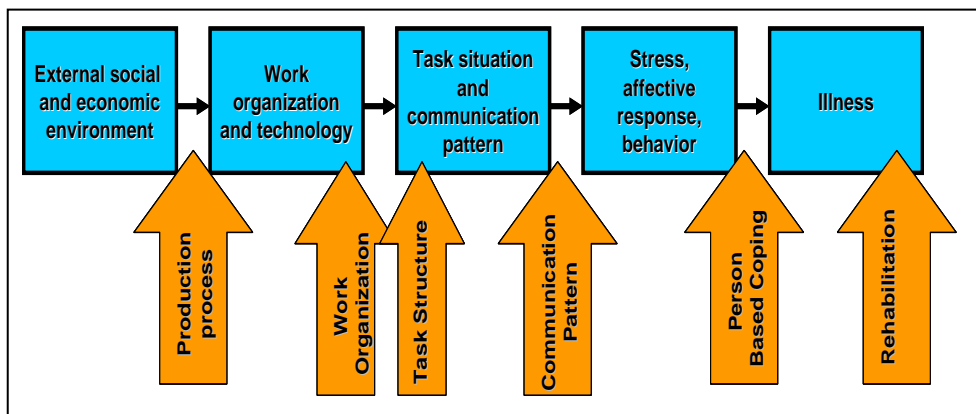 External social
and economic
environment
Work
organization
and technology
Task situation
and
communication
pattern
Stress,
affective
response,
behavior
Illness
Production
process
Work
Organization
Task Structure
Communication
Pattern
Person
Based Coping
Rehabilitation